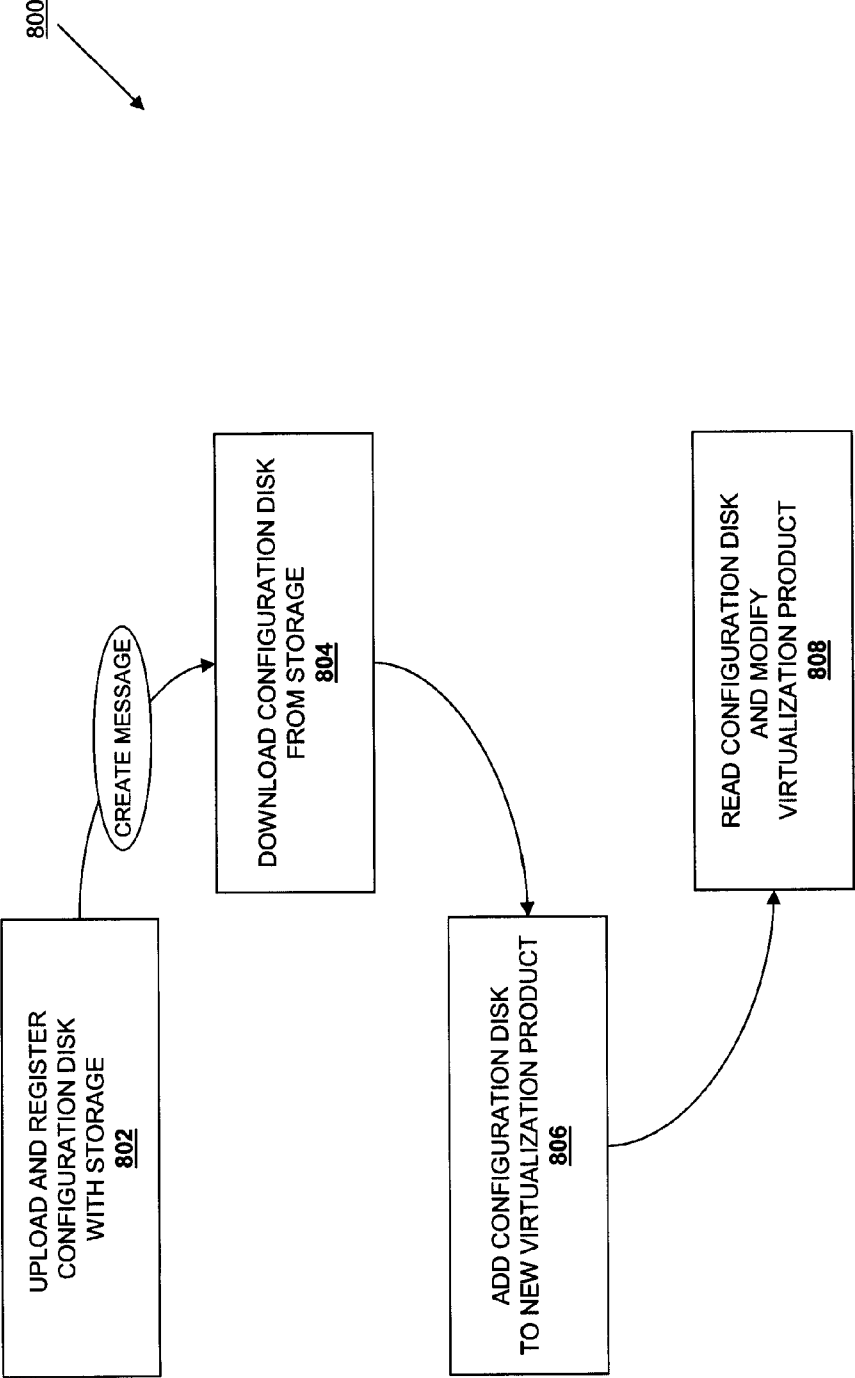 800
UPLOAD AND REGISTER
CONFIGURATION DISK
WITH STORAGE
802
CREATE MESSAGE
DOWNLOAD CONFIGURATION DISK
FROM STORAGE
804
ADD CONFIGURATION DISK
TO NEW VIRTUALIZATION PRODUCT
806
READ CONFIGURATION DISK
AND MODIFY
VIRTUALIZATION PRODUCT
808